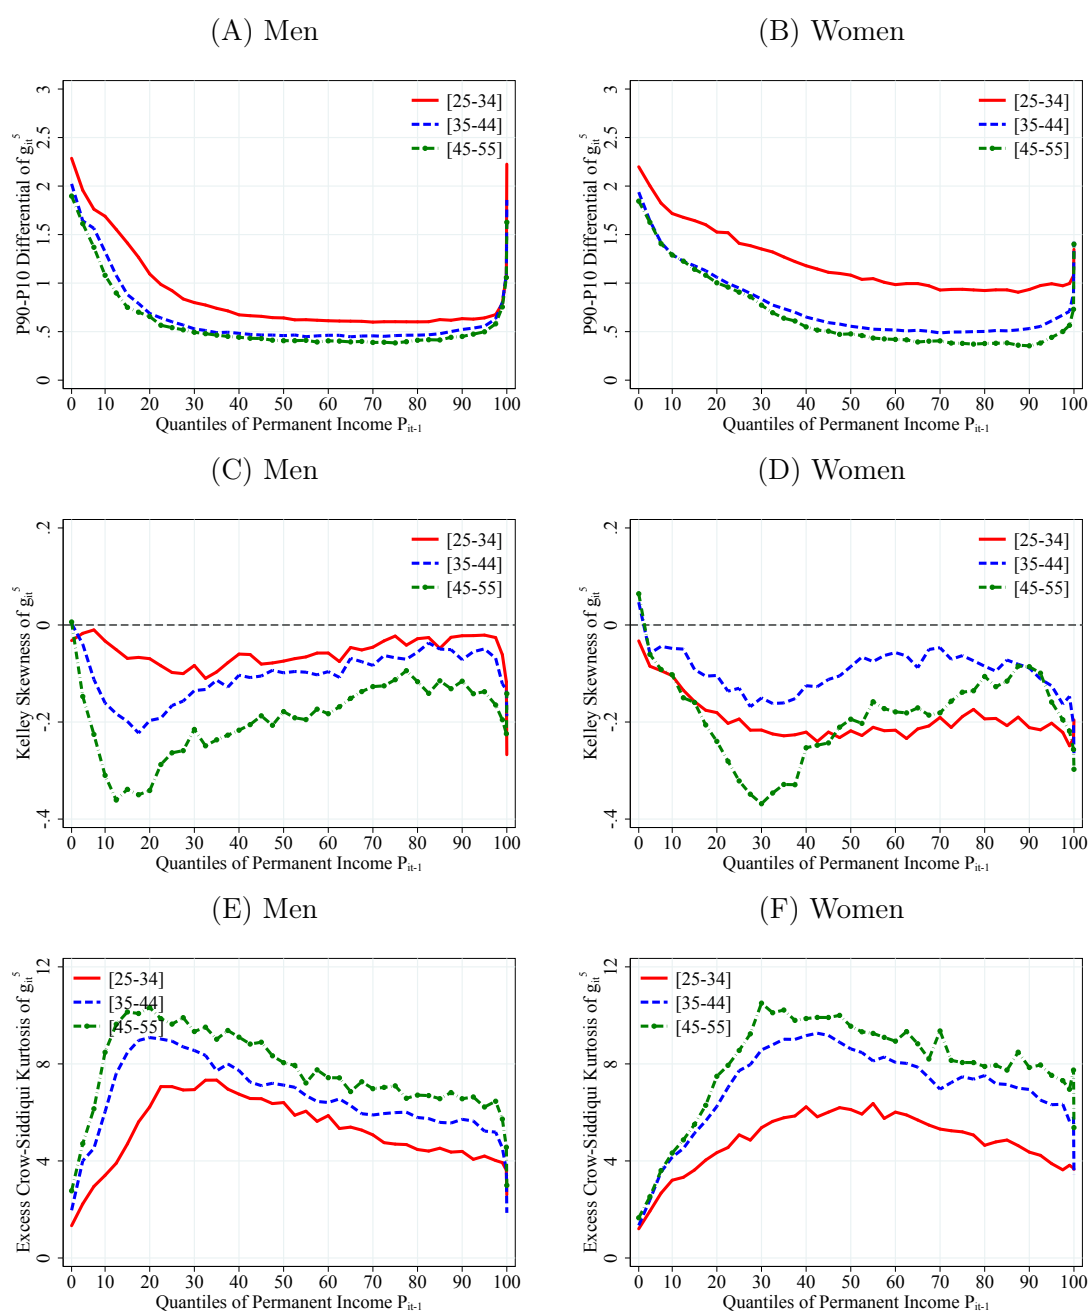 (A) Men
P90-P10 Differential of g_it^5
3
2.5
2
1.5
1
.5
0
[25-34]
[35-44]
[45-55]
0 10 20 30 40 50 60 70 80 90 100
Quantiles of Permanent Income P_it-1
(B) Women
P90-P10 Differential of g_it^5
3
2.5
2
1.5
1
.5
0
[25-34]
[35-44]
[45-55]
0 10 20 30 40 50 60 70 80 90 100
Quantiles of Permanent Income P_it-1
(C) Men
Kelley Skewness of g_it^5
.2
0
-.2
-.4
[25-34]
[35-44]
[45-55]
0 10 20 30 40 50 60 70 80 90 100
Quantiles of Permanent Income P_it-1
(D) Women
Kelley Skewness of g_it^5
.2
0
-.2
-.4
[25-34]
[35-44]
[45-55]
0 10 20 30 40 50 60 70 80 90 100
Quantiles of Permanent Income P_it-1
(E) Men
Excess Crow-Siddiqui Kurtosis of g_it^5
12
8
4
0
[25-34]
[35-44]
[45-55]
0 10 20 30 40 50 60 70 80 90 100
Quantiles of Permanent Income P_it-1
(F) Women
Excess Crow-Siddiqui Kurtosis of g_it^5
12
8
4
0
[25-34]
[35-44]
[45-55]
0 10 20 30 40 50 60 70 80 90 100
Quantiles of Permanent Income P_it-1